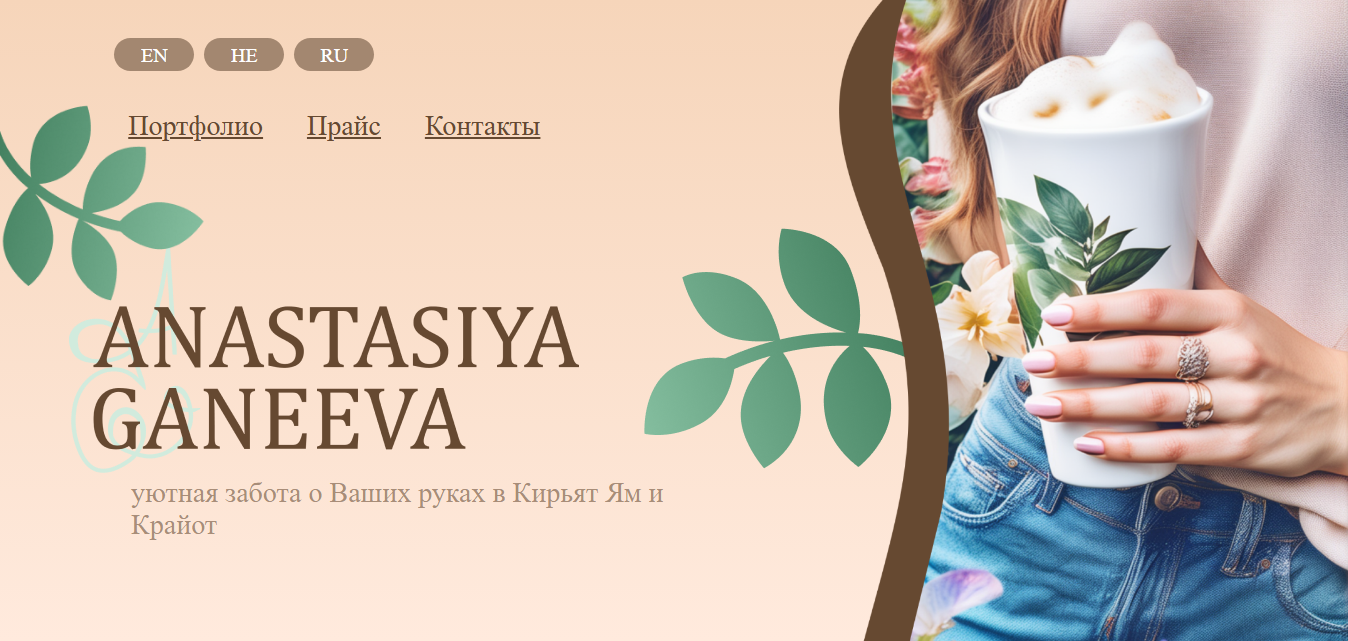 EN HE RU
Портфолио Прайс Контакты
A
ANASTASIYA
G
GANEEVA
уютная забота о Ваших руках в Кирьят Ям и
Крайот